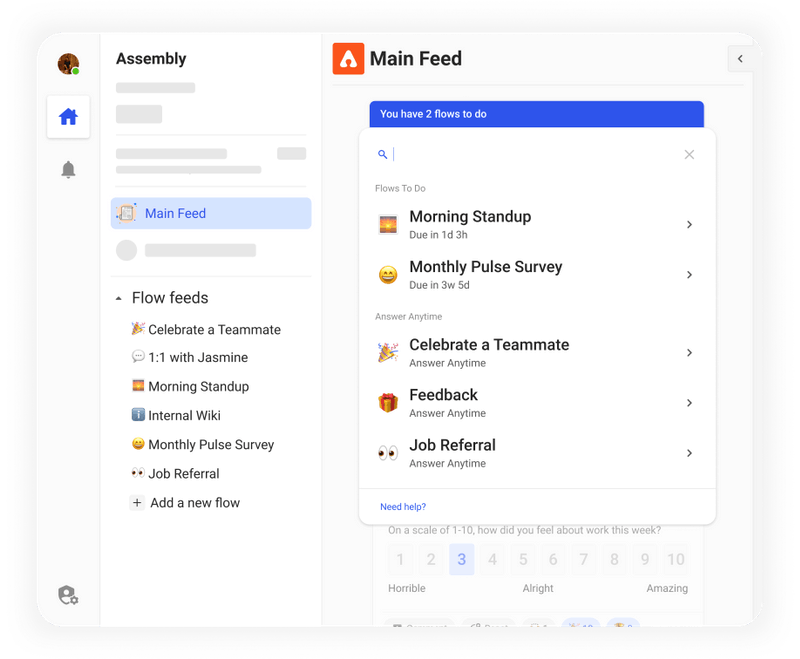 Assembly
Main Feed
Flow feeds
Celebrate a Teammate
1:1 with Jasmine
Morning Standup
Internal Wiki
Monthly Pulse Survey
Job Referral
+ Add a new flow
Main Feed
You have 2 flows to do
Flows To Do
Morning Standup
Due in 1d 3h
Monthly Pulse Survey
Due in 3w 5d
Answer Anytime
Celebrate a Teammate
Answer Anytime
Feedback
Answer Anytime
Job Referral
Answer Anytime
Need help?
On a scale of 1-10, how did you feel about work this week?
1 2 3 4 5 6 7 8 9 10
Horrible Alright Amazing